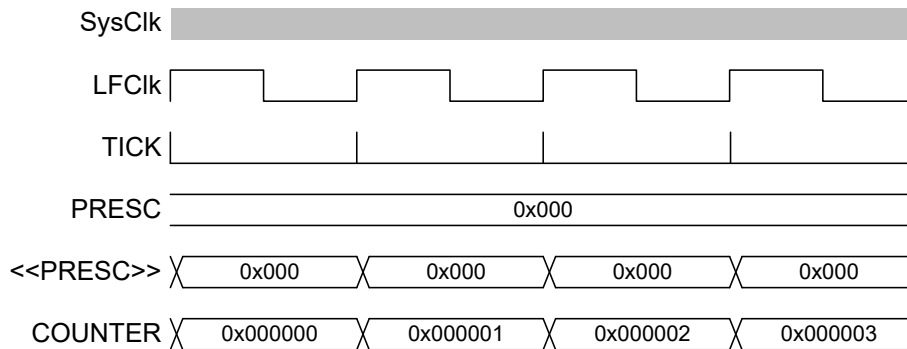 SysClk
LFClk
TICK
PRESC 0x000
<<PRESC>> 0x000 0x000 0x000 0x000
COUNTER 0x000000 0x000001 0x000002 0x000003